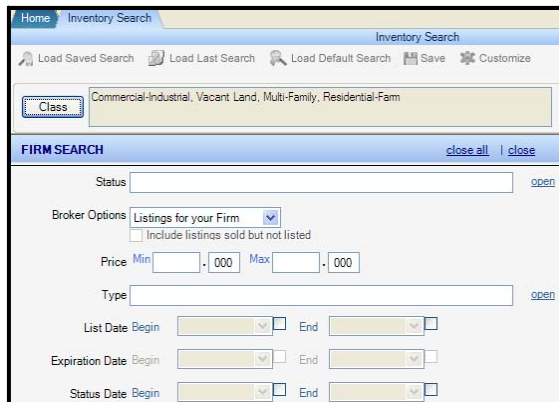 Home Inventory Search
Inventory Search
Load Saved Search Load Last Search Load Default Search Save Customize
Class Commercial-Industrial, Vacant Land, Multi-Family, Residential-Farm
FIRM SEARCH close all | close
Status open
Broker Options Listings for your Firm
Include listings sold but not listed
Price Min . 000 Max . 000
Type open
List Date Begin End
Expiration Date Begin End
Status Date Begin End